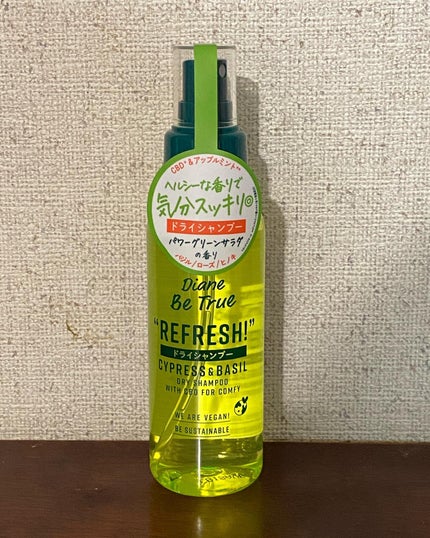 CBD*&アップルミント**
ヘルシーな香りで
気分スッキリ◎
ドライシャンプー
パワーグリーンサラダ
の香り
バジル/ローズ/ヒノキ
Diane
Be True
"REFRESH!"
ドライシャンプー
CYPRESS&BASIL
DRY SHAMPOO
WITH CBD FOR COMFY
WE ARE VEGAN!
BE SUSTAINABLE